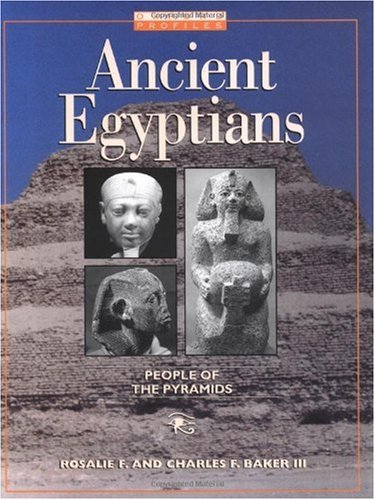 Copyrighted Material
PROFILES
Ancient
Egyptians
PEOPLE OF
THE PYRAMIDS
ROSALIE F. AND CHARLES F. BAKER III